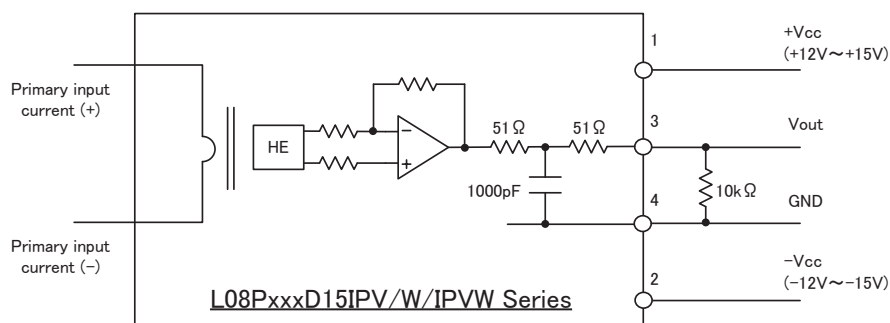 1
+Vcc
(+12V～+15V)
Primary input
current (+)
HE
−
+
51Ω
51Ω
3
Vout
1000pF
4
10kΩ
GND
Primary input
current (−)
−Vcc
(−12V～−15V)
2
L08PxxxD15IPV/W/IPVW Series